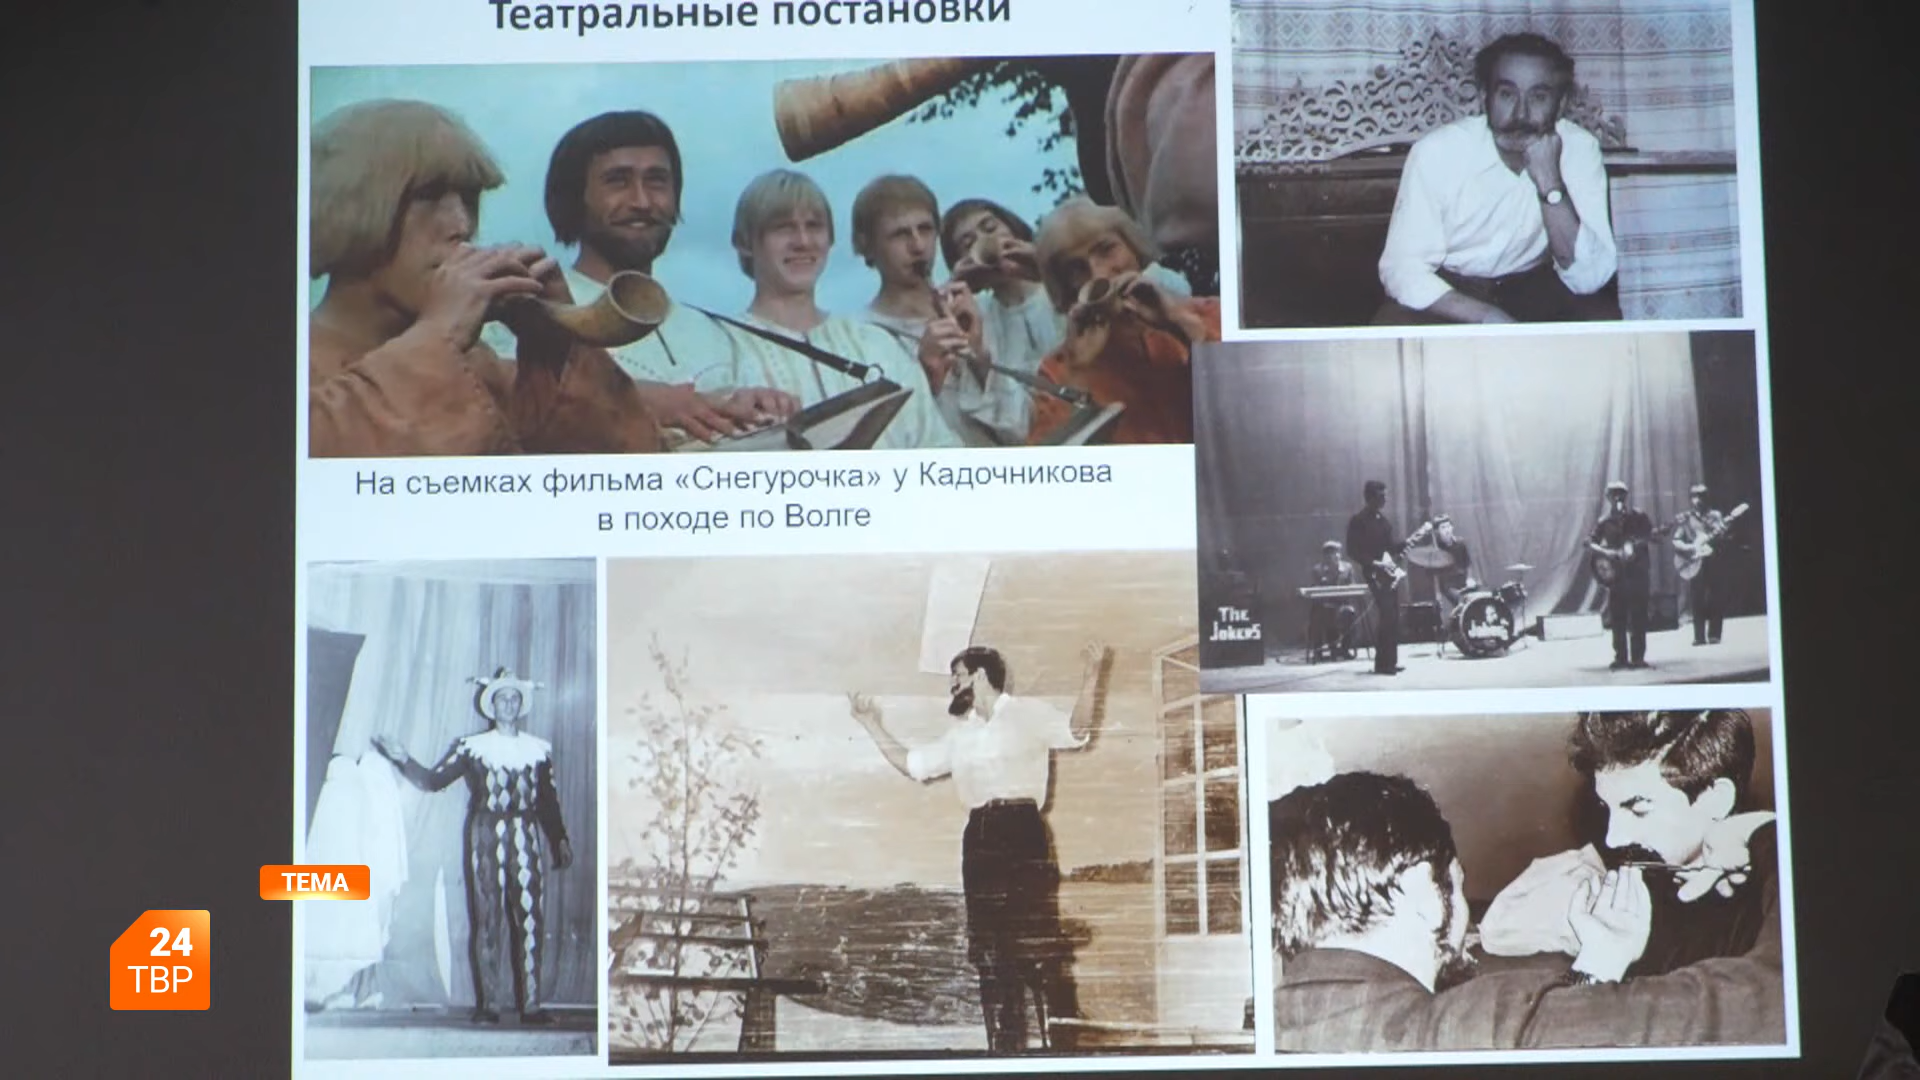 Театральные постановки
На съемках фильма «Снегурочка» у Кадочникова
в походе по Волге
The
JokeRS
ТЕМА
24
ТВР